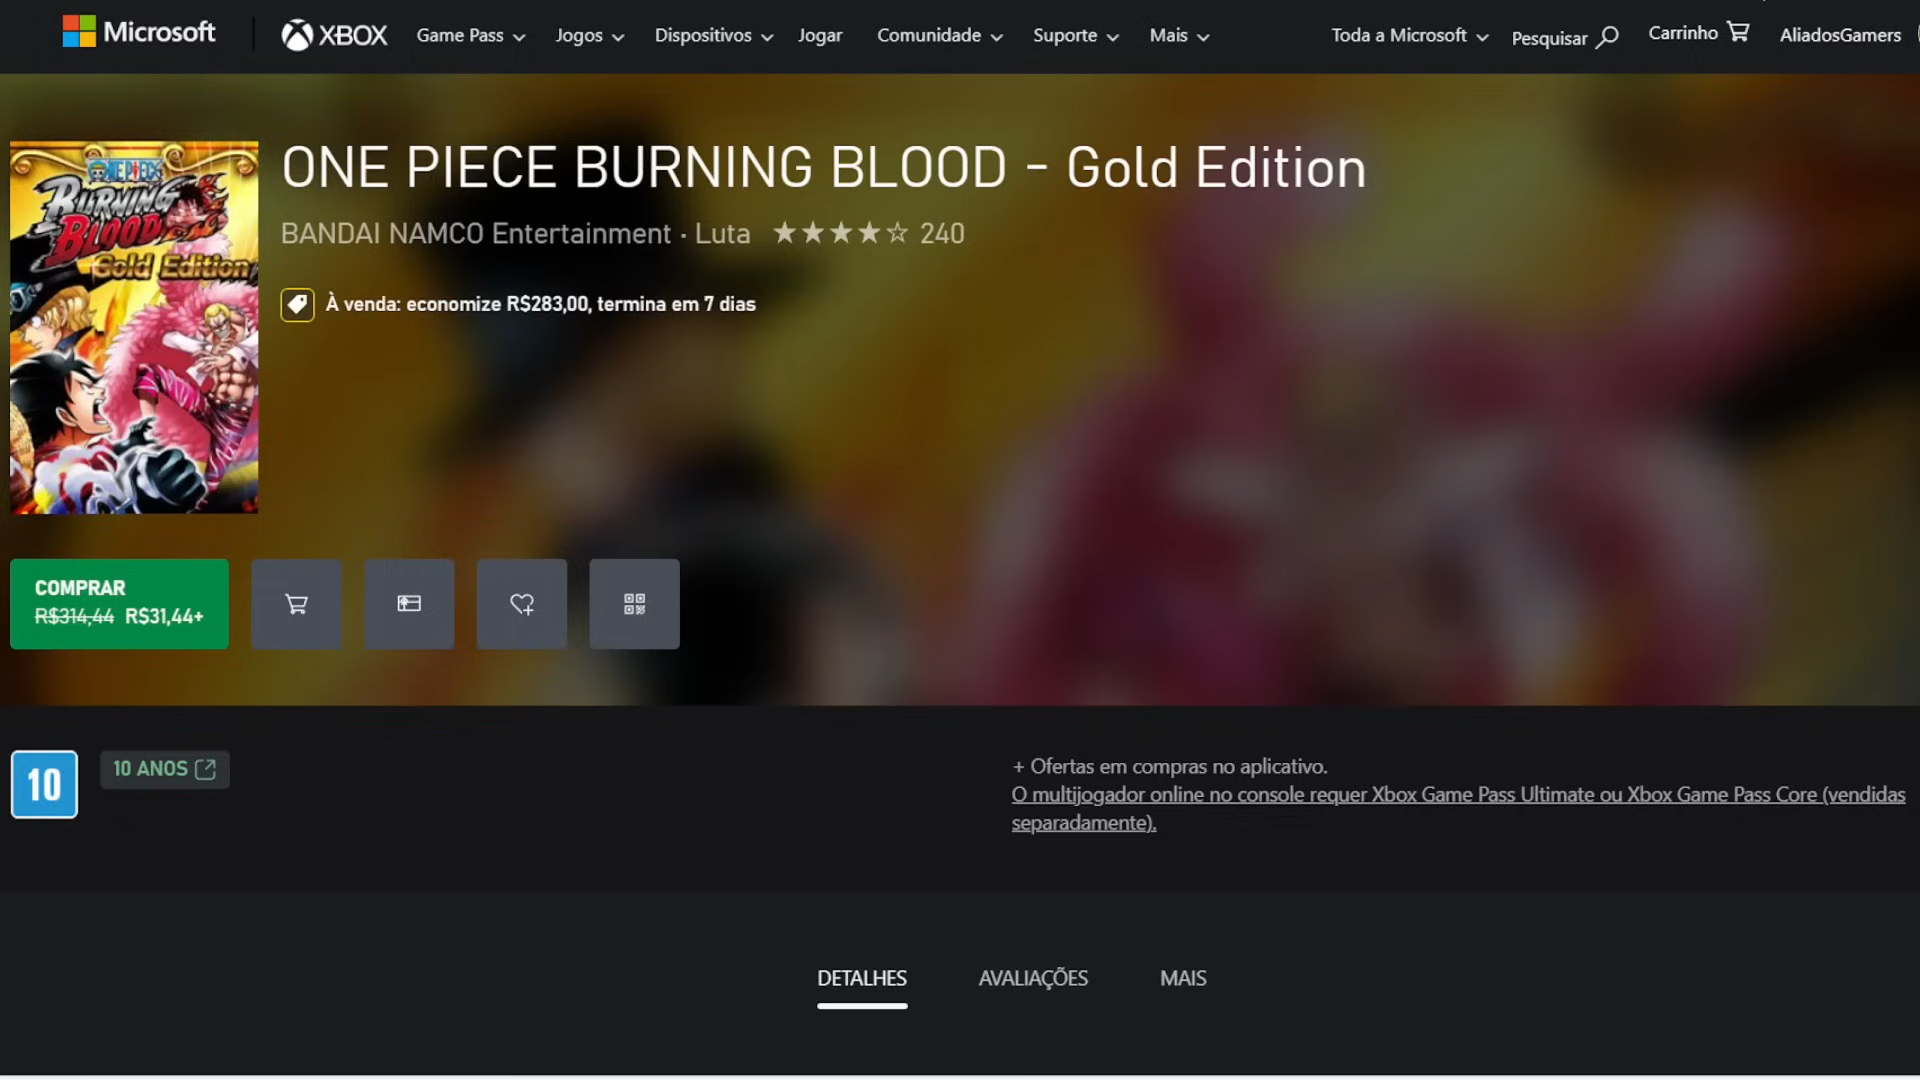 Microsoft
XBOX
Game Pass
Jogos
Dispositivos
Jogar
Comunidade
Suporte
Mais
Toda a Microsoft
Pesquisar
Carrinho
AliadosGamers
ONE PIECE
BURNING
BLOOD
Gold Edition
ONE PIECE BURNING BLOOD - Gold Edition
BANDAI NAMCO Entertainment · Luta ★★★★☆ 240
À venda: economize R$283,00, termina em 7 dias
COMPRAR
R$314,44 R$31,44+
10
10 ANOS
+ Ofertas em compras no aplicativo.
O multijogador online no console requer Xbox Game Pass Ultimate ou Xbox Game Pass Core (vendidas
separadamente).
DETALHES
AVALIAÇÕES
MAIS